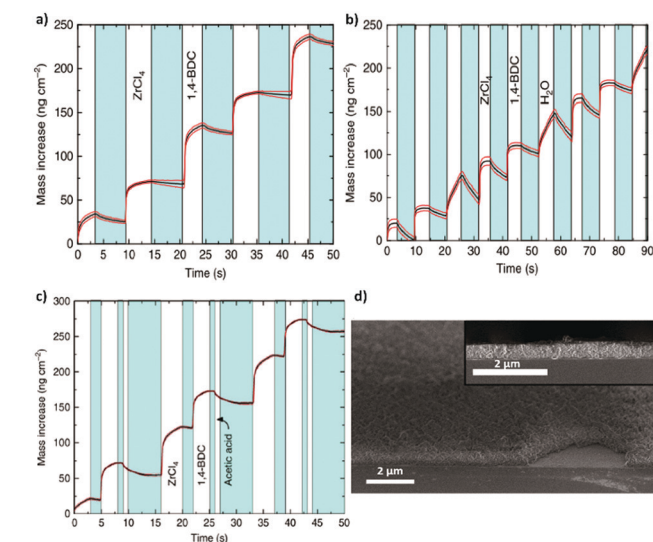 a)
250
200
150
100
50
0
Mass increase (ng cm⁻²)
ZrCl₄
1,4-BDC
0 5 10 15 20 25 30 35 40 45 50
Time (s)
b)
250
200
150
100
50
0
Mass increase (ng cm⁻²)
ZrCl₄
1,4-BDC
H₂O
0 10 20 30 40 50 60 70 80 90
Time (s)
c)
300
250
200
150
100
50
0
Mass increase (ng cm⁻²)
ZrCl₄
1,4-BDC
Acetic acid
0 5 10 15 20 25 30 35 40 45 50
Time (s)
d)
2 μm
2 μm